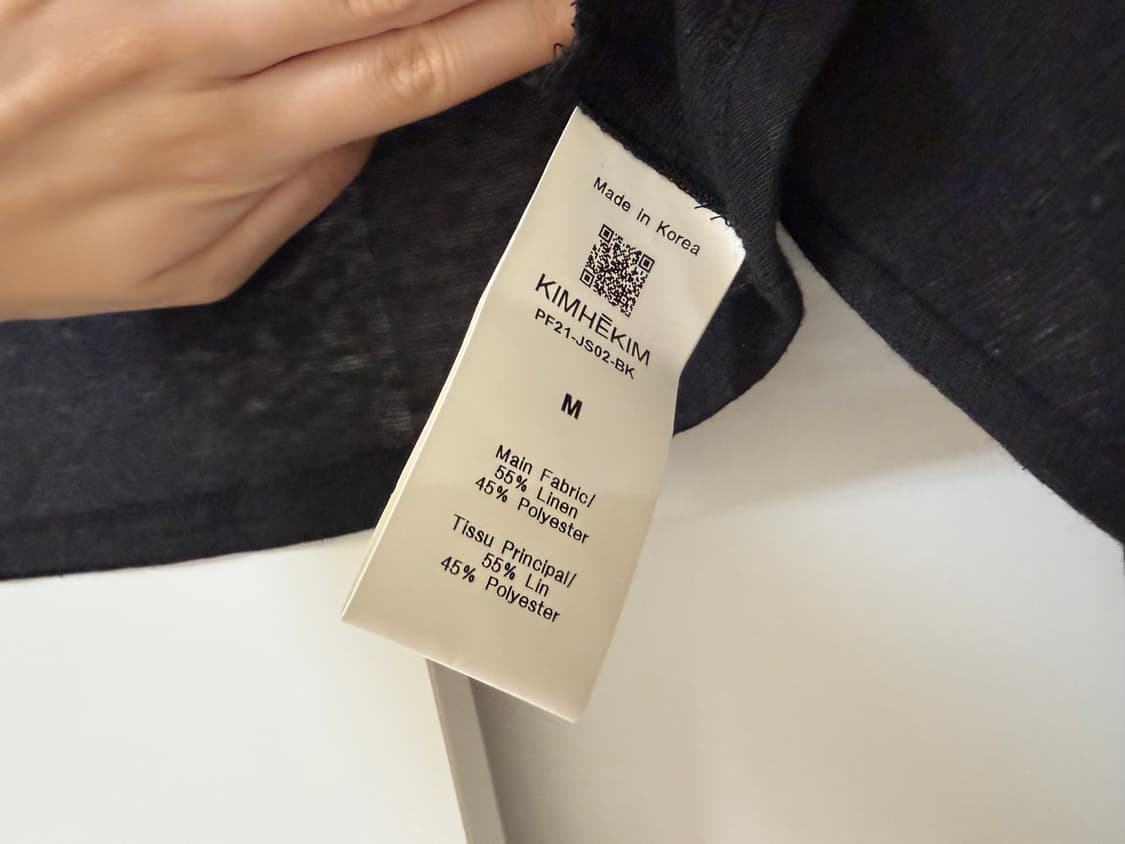 Made in Korea
KIMHĒKIM
PF21-JS02-BK
M
Main Fabric/
55% Linen
45% Polyester
Tissu Principal/
55% Lin
45% Polyester